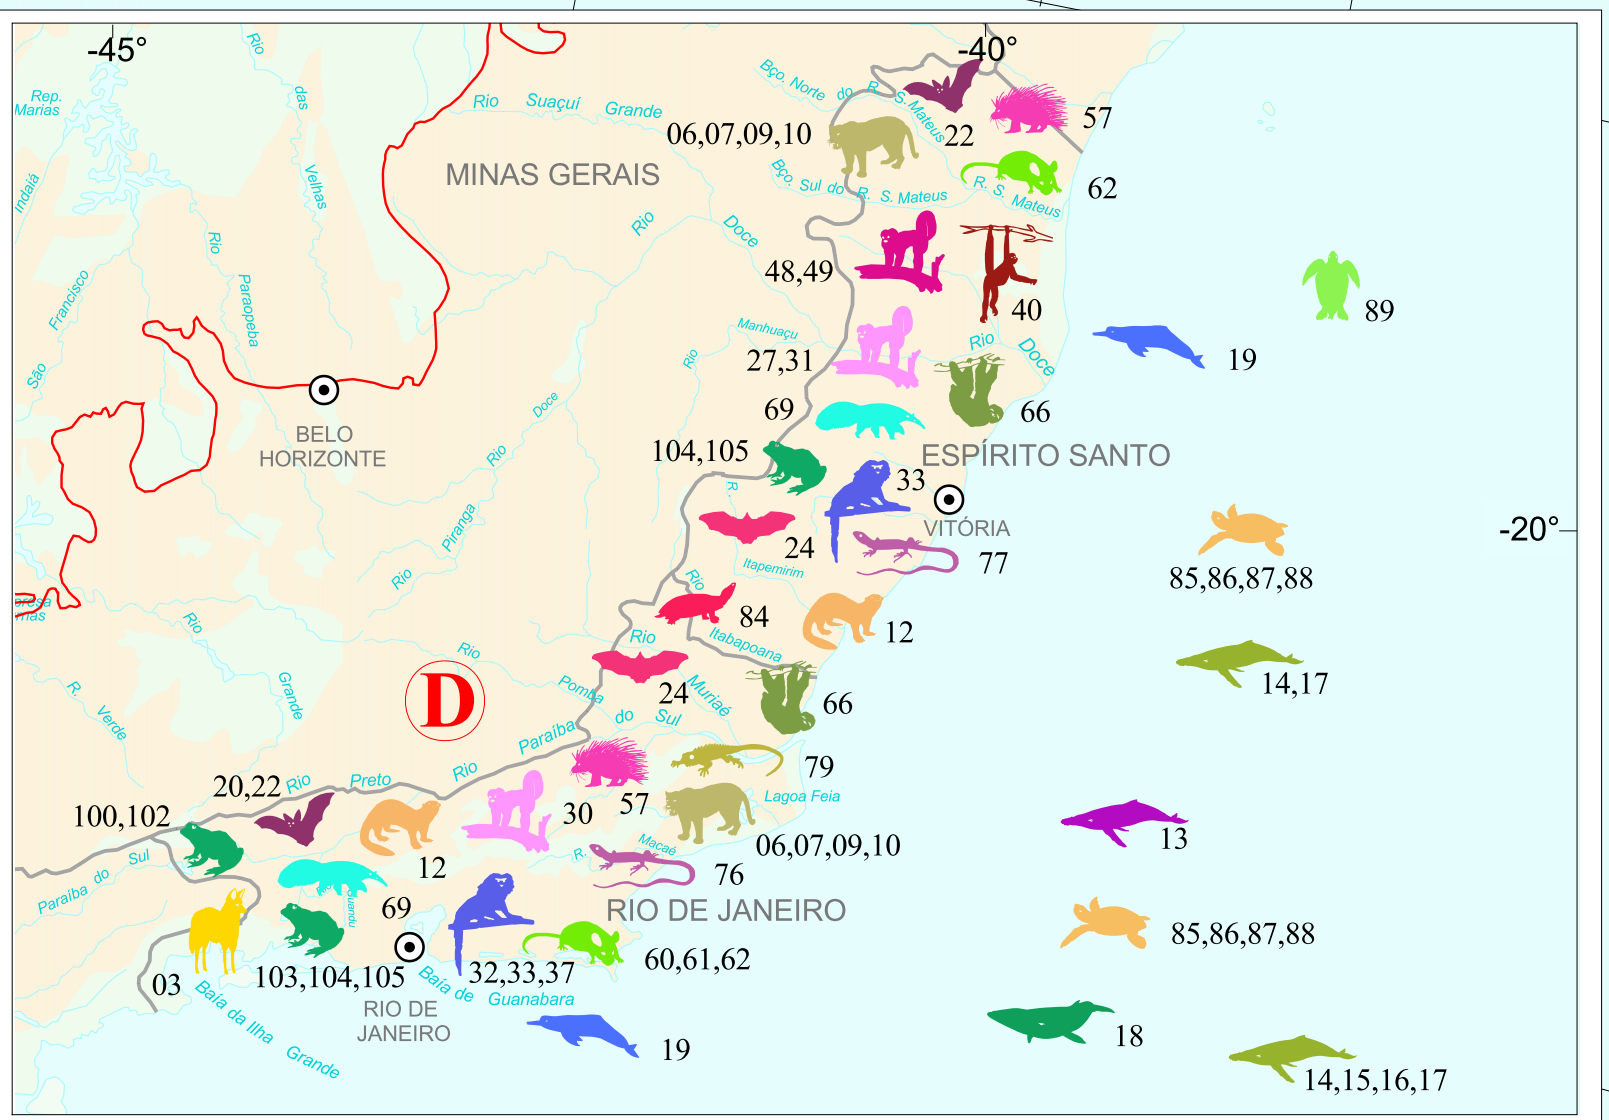 -45°
-40°
Rio
das
Velhas
Rep.
Marias
Indaiá
Rio Suaçuí Grande
Bço. Norte do R. S. Mateus
22
57
06,07,09,10
MINAS GERAIS
Bço. Sul do R. S. Mateus
R. S. Mateus
62
Rio Doce
48,49
40
89
Rio Paraopeba
São Francisco
Rio Manhuaçu
27,31
Rio Doce
19
69
66
BELO
HORIZONTE
104,105
33
ESPÍRITO SANTO
VITÓRIA
-20°
Rio Doce
Rio Piranga
R.
24
77
Itapemirim
85,86,87,88
presa
rnas
Rio
84
12
Rio
Itabapoana
Rio Grande
Rio
Pomba
24
Muriaé
66
14,17
R. Verde
D
Paraíba do Sul
Rio
79
20,22
Rio Preto
Rio
57
Lagoa Feia
100,102
30
13
Paraíba do Sul
12
R. Macaé
06,07,09,10
76
69
Guandu
RIO DE JANEIRO
85,86,87,88
03
103,104,105
32,33,37
60,61,62
Baía da Ilha Grande
Baía de Guanabara
RIO DE
JANEIRO
19
18
14,15,16,17